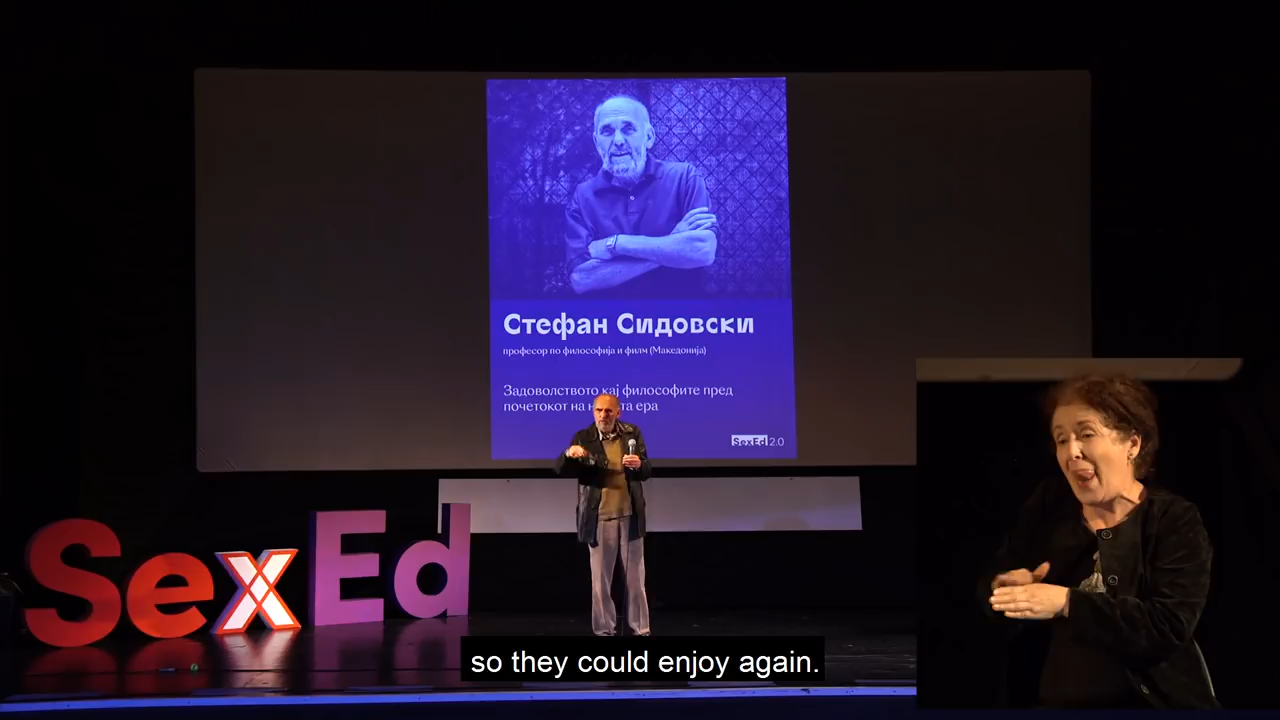 Стефан Сидовски
професор по философија и филм (Македонија)
Задоволството кај философите пред
почетокот на ера
SexEd 2.0
SexEd
so they could enjoy again.